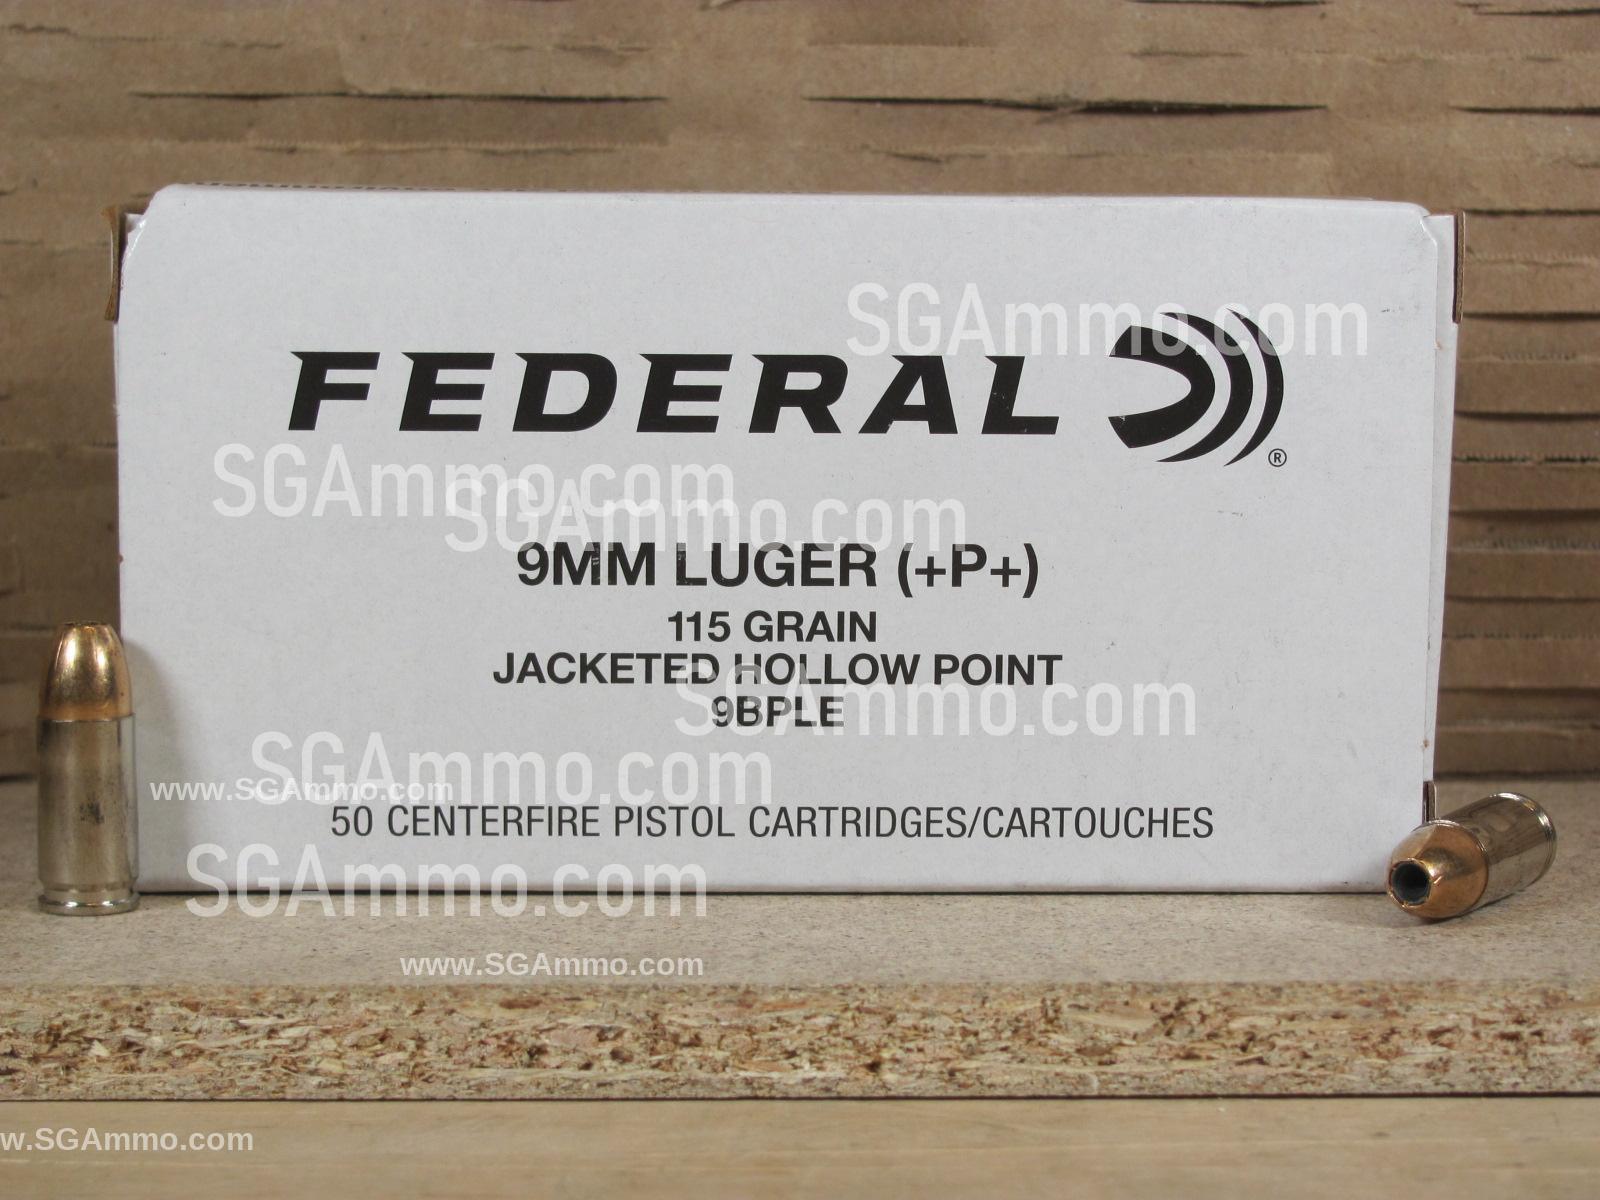 SGAmmo.com
FEDERAL
®
SGAmmo.com
SGAmmo.com
9MM LUGER (+P+)
115 GRAIN
JACKETED HOLLOW POINT
SGAmmo.com
9BPLE
SGAmmo.com
www.SGAmmo.com
50 CENTERFIRE PISTOL CARTRIDGES/CARTOUCHES
SGAmmo.com
www.SGAmmo.com
w.SGAmmo.com